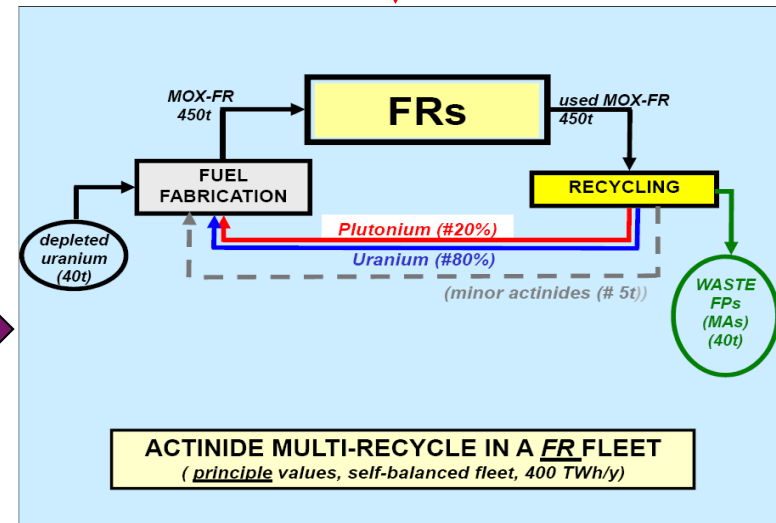 MOX-FR
450t
FRs
used MOX-FR
450t
FUEL
FABRICATION
RECYCLING
depleted
uranium
(40t)
Plutonium (#20%)
Uranium (#80%)
(minor actinides (# 5t))
WASTE
FPs
(MAs)
(40t)
ACTINIDE MULTI-RECYCLE IN A FR FLEET
( principle values, self-balanced fleet, 400 TWh/y)